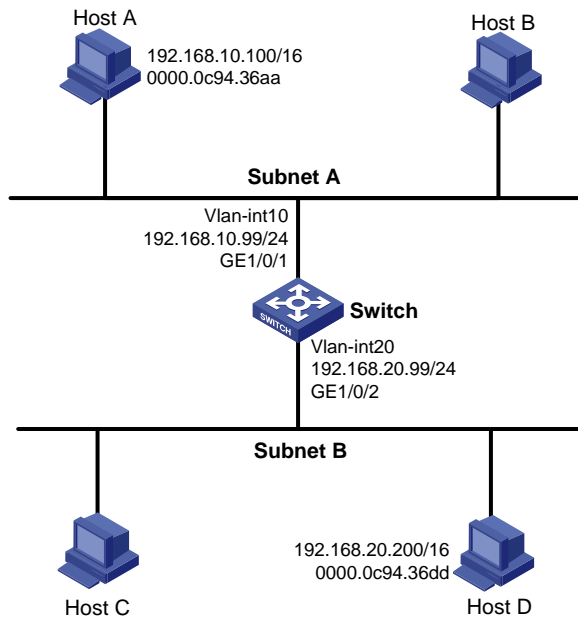 Host A
192.168.10.100/16
0000.0c94.36aa
Host B
Subnet A
Vlan-int10
192.168.10.99/24
GE1/0/1
SWITCH
Switch
Vlan-int20
192.168.20.99/24
GE1/0/2
Subnet B
Host C
192.168.20.200/16
0000.0c94.36dd
Host D